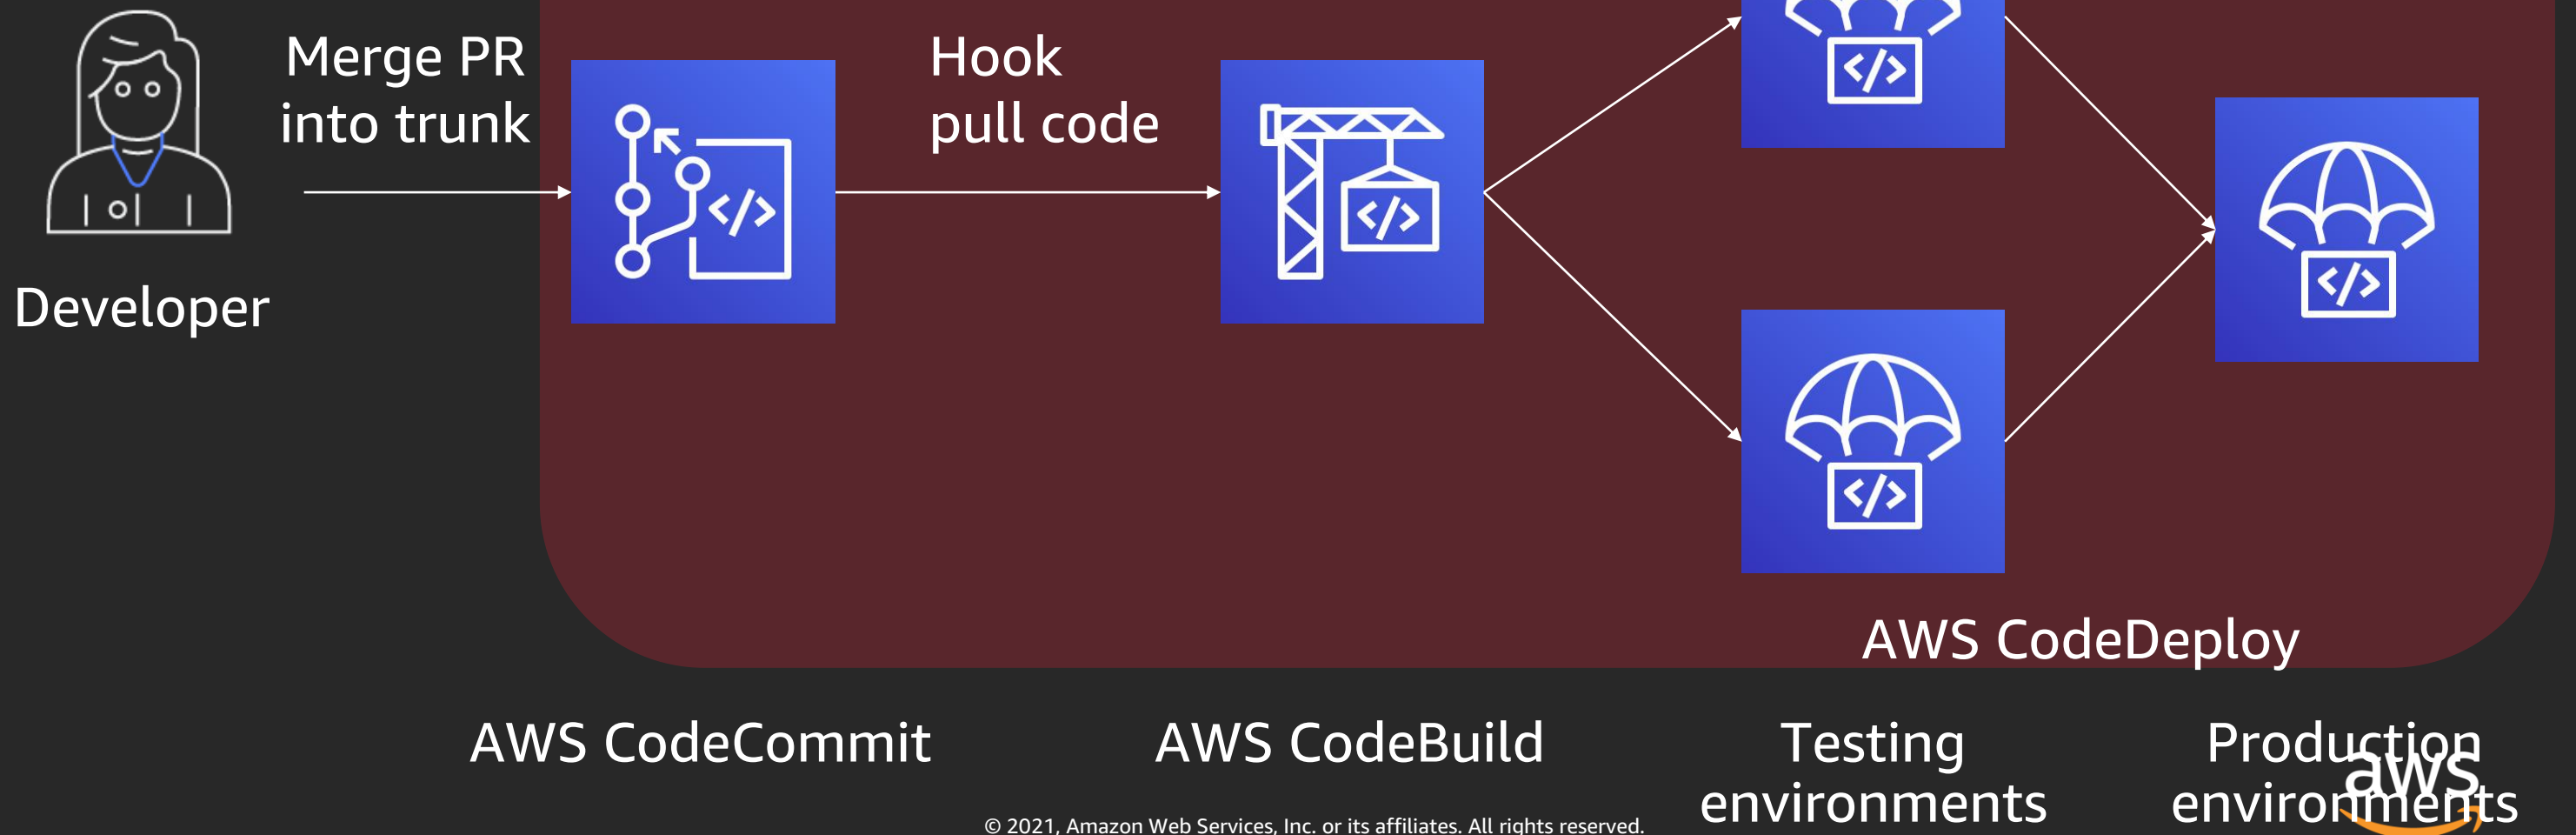 Merge PR
into trunk
Hook
pull code
</>
</>
</>
</>
</>
Developer
AWS CodeDeploy
AWS CodeCommit
AWS CodeBuild
Testing
environments
Production
environments
aws
© 2021, Amazon Web Services, Inc. or its affiliates. All rights reserved.